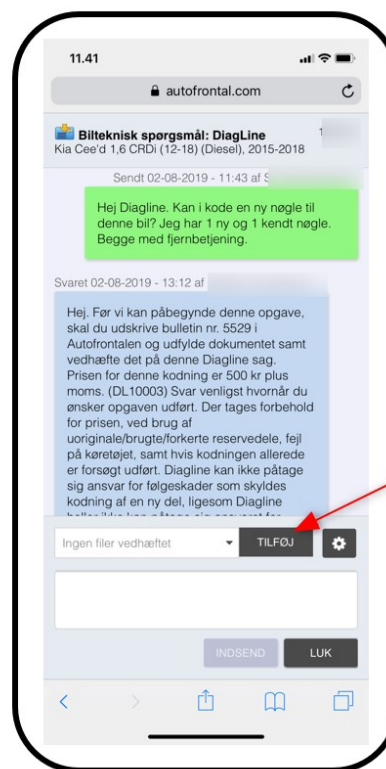 11.41
autofrontal.com
Bilteknisk spørgsmål: DiagLine
Kia Cee'd 1,6 CRDi (12-18) (Diesel), 2015-2018
Sendt 02-08-2019 - 11:43 af
Hej Diagline. Kan i kode en ny nøgle til
denne bil? Jeg har 1 ny og 1 kendt nøgle.
Begge med fjernbetjening.
Svaret 02-08-2019 - 13:12 af
Hej. Før vi kan påbegynde denne opgave,
skal du udskrive bulletin nr. 5529 i
Autofrontalen og udfylde dokumentet samt
vedhæfte det på denne Diagline sag.
Prisen for denne kodning er 500 kr plus
moms. (DL10003) Svar venligst hvornår du
ønsker opgaven udført. Der tages forbehold
for prisen, ved brug af
uoriginale/brugte/forkerte reservedele, fejl
på køretøjet, samt hvis kodningen allerede
er forsøgt udført. Diagline kan ikke påtage
sig ansvar for følgeskader som skyldes
kodning af en ny del, ligesom Diagline
Ingen filer vedhæftet
TILFØJ
INDSEND
LUK